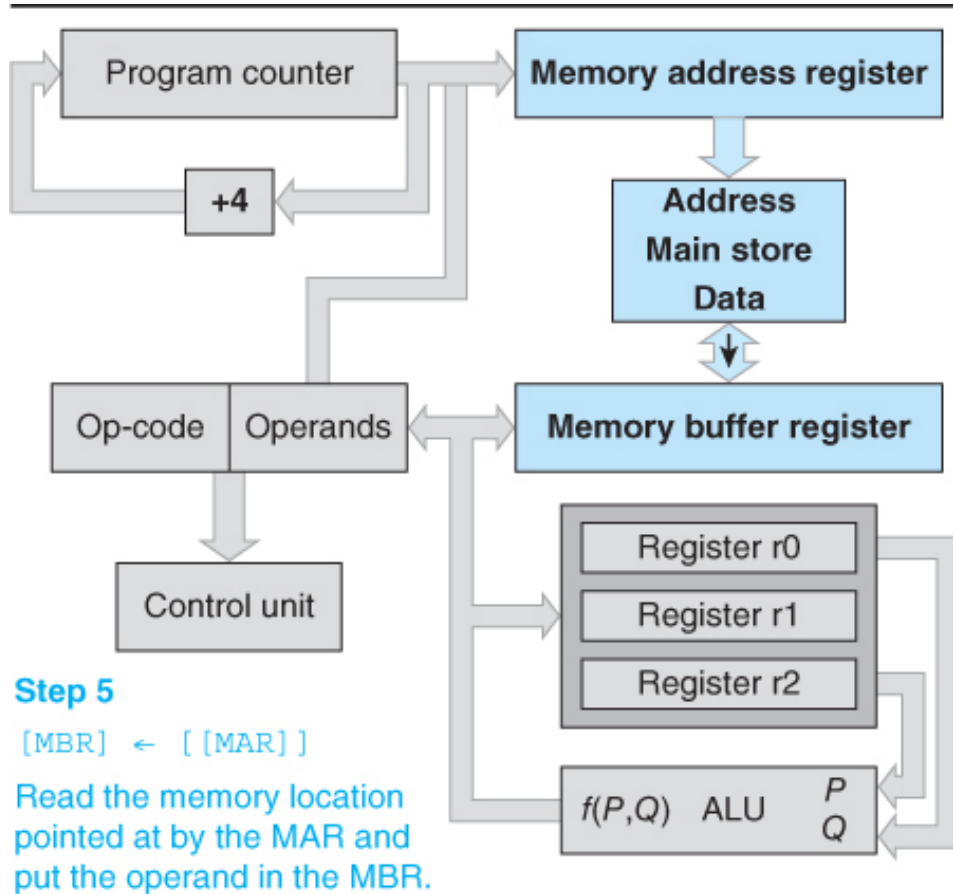 Program counter
Memory address register
+4
Address
Main store
Data
Op-code
Operands
Memory buffer register
Control unit
Register r0
Register r1
Register r2
f(P,Q) ALU P
Q
Step 5
[MBR] ← [[MAR]]
Read the memory location
pointed at by the MAR and
put the operand in the MBR.